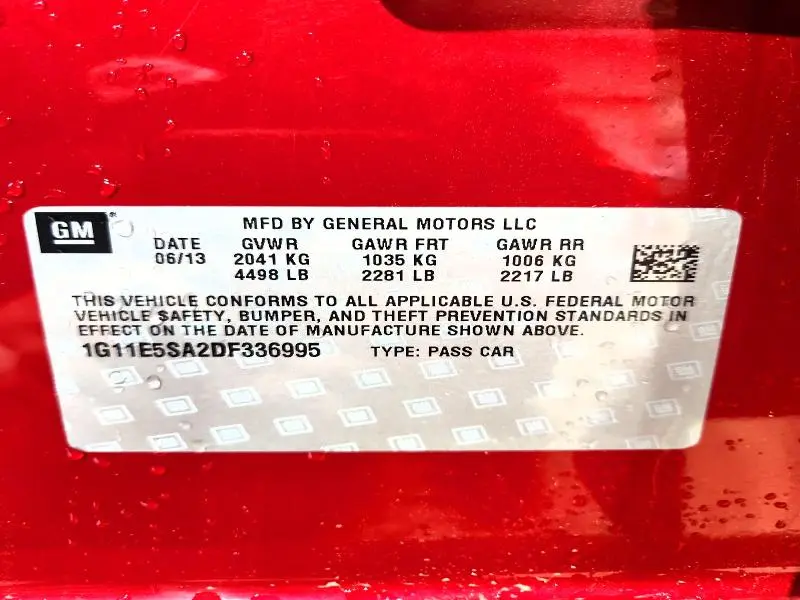 GM
MFD BY GENERAL MOTORS LLC
DATE GVWR GAWR FRT GAWR RR
06/13 2041 KG 1035 KG 1006 KG
4498 LB 2281 LB 2217 LB
THIS VEHICLE CONFORMS TO ALL APPLICABLE U.S. FEDERAL MOTOR
VEHICLE SAFETY, BUMPER, AND THEFT PREVENTION STANDARDS IN
EFFECT ON THE DATE OF MANUFACTURE SHOWN ABOVE.
1G11E5SA2DF336995 TYPE: PASS CAR